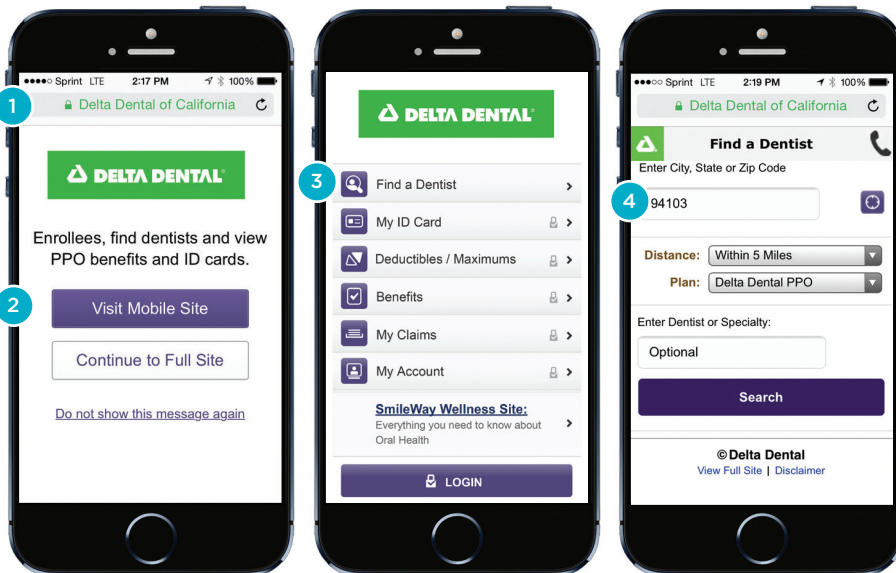 ●●●●○ Sprint LTE 2:17 PM 100%
1
Delta Dental of California
DELTA DENTAL®
Enrollees, find dentists and view
PPO benefits and ID cards.
2
Visit Mobile Site
Continue to Full Site
Do not show this message again
DELTA DENTAL®
3
Find a Dentist
My ID Card
Deductibles / Maximums
Benefits
My Claims
My Account
SmileWay Wellness Site:
Everything you need to know about
Oral Health
LOGIN
●●●○○ Sprint LTE 2:19 PM 100%
Delta Dental of California
Find a Dentist
Enter City, State or Zip Code
4
94103
Distance: Within 5 Miles
Plan: Delta Dental PPO
Enter Dentist or Specialty:
Optional
Search
© Delta Dental
View Full Site | Disclaimer